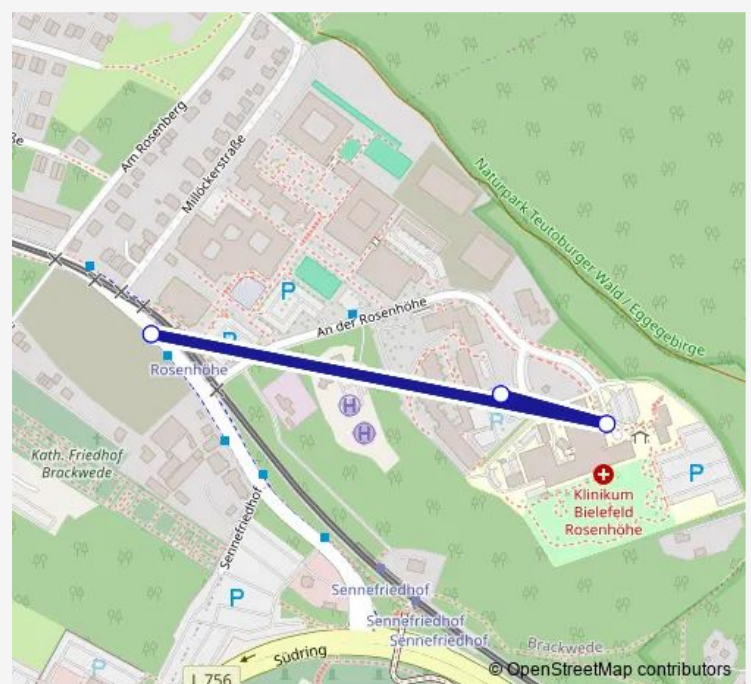 Am Rosenberg
Millöckerstraße
ße
Naturpark Teutoburger Wald / Eggegebirge
P
An der Rosenhöhe
P
Rosenhöhe
H
H
P
Kath. Friedhof
Brackwede
P
Klinikum
Bielefeld
Rosenhöhe
Sennefriedhof
P
Sennefriedhof
Sennefriedhof
Sennefriedhof
Brackwede
Südring
P
L 756
© OpenStreetMap contributors